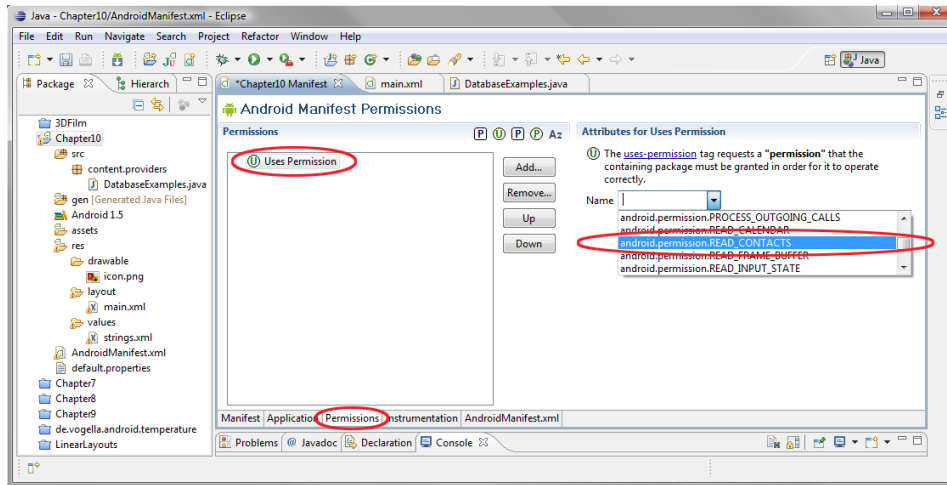 Java - Chapter10/AndroidManifest.xml - Eclipse
File Edit Run Navigate Search Project Refactor Window Help
Java
Package
Hierarch
*Chapter10 Manifest
main.xml
DatabaseExamples.java
3DFilm
Chapter10
src
content.providers
DatabaseExamples.java
gen [Generated Java Files]
Android 1.5
assets
res
drawable
icon.png
layout
main.xml
values
strings.xml
AndroidManifest.xml
default.properties
Chapter7
Chapter8
Chapter9
de.vogella.android.temperature
LinearLayouts
Android Manifest Permissions
Permissions
P U P P Az
U Uses Permission
Add...
Remove...
Up
Down
Attributes for Uses Permission
U The uses-permission tag requests a "permission" that the
containing package must be granted in order for it to operate
correctly.
Name
android.permission.PROCESS_OUTGOING_CALLS
android.permission.READ_CALENDAR
android.permission.READ_CONTACTS
android.permission.READ_FRAME_BUFFER
android.permission.READ_INPUT_STATE
Manifest Application Permissions Instrumentation AndroidManifest.xml
Problems @ Javadoc Declaration Console